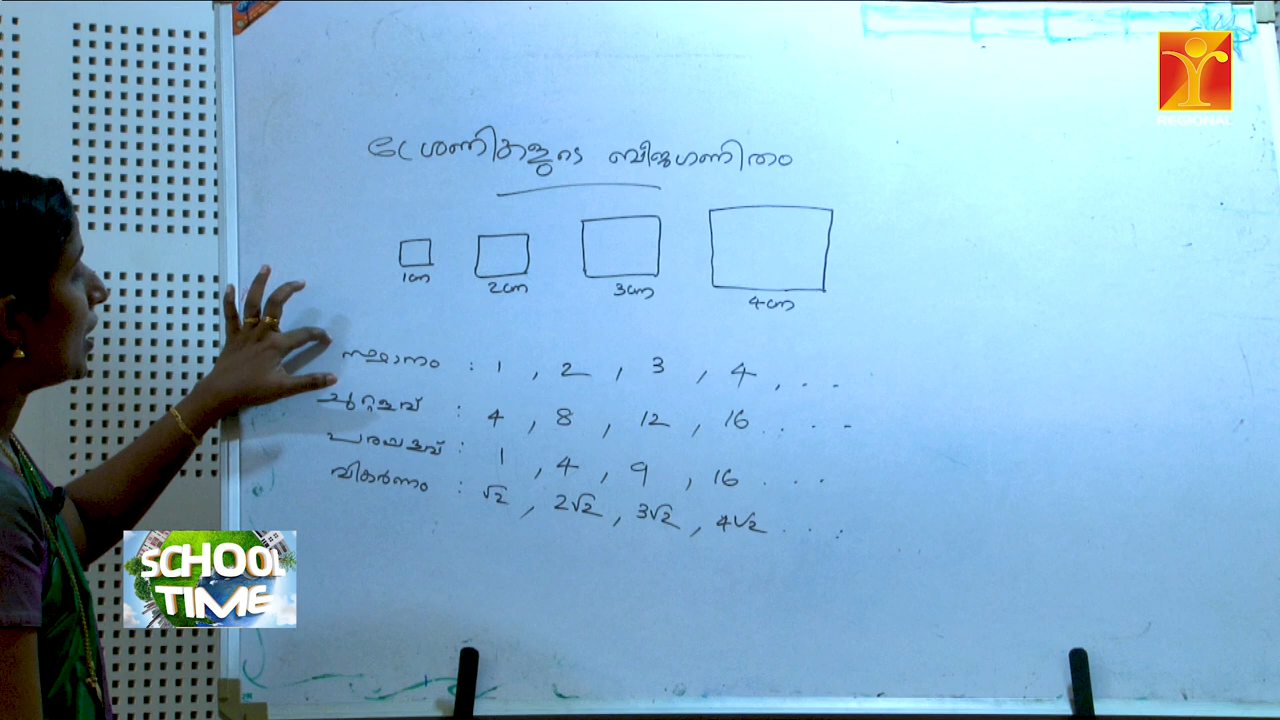 ശ്രേണികളുടെ ബീജഗണിതം
1cm 2cm 3cm 4cm
സ്ഥാനം : 1 , 2 , 3 , 4 , . . .
ചുറ്റളവ് : 4 , 8 , 12 , 16 . . . .
പരപ്പളവ് : 1 , 4 , 9 , 16 . . .
വികർണം : √2 , 2√2 , 3√2 , 4√2 . . .
REGIONAL
SCHOOL
TIME